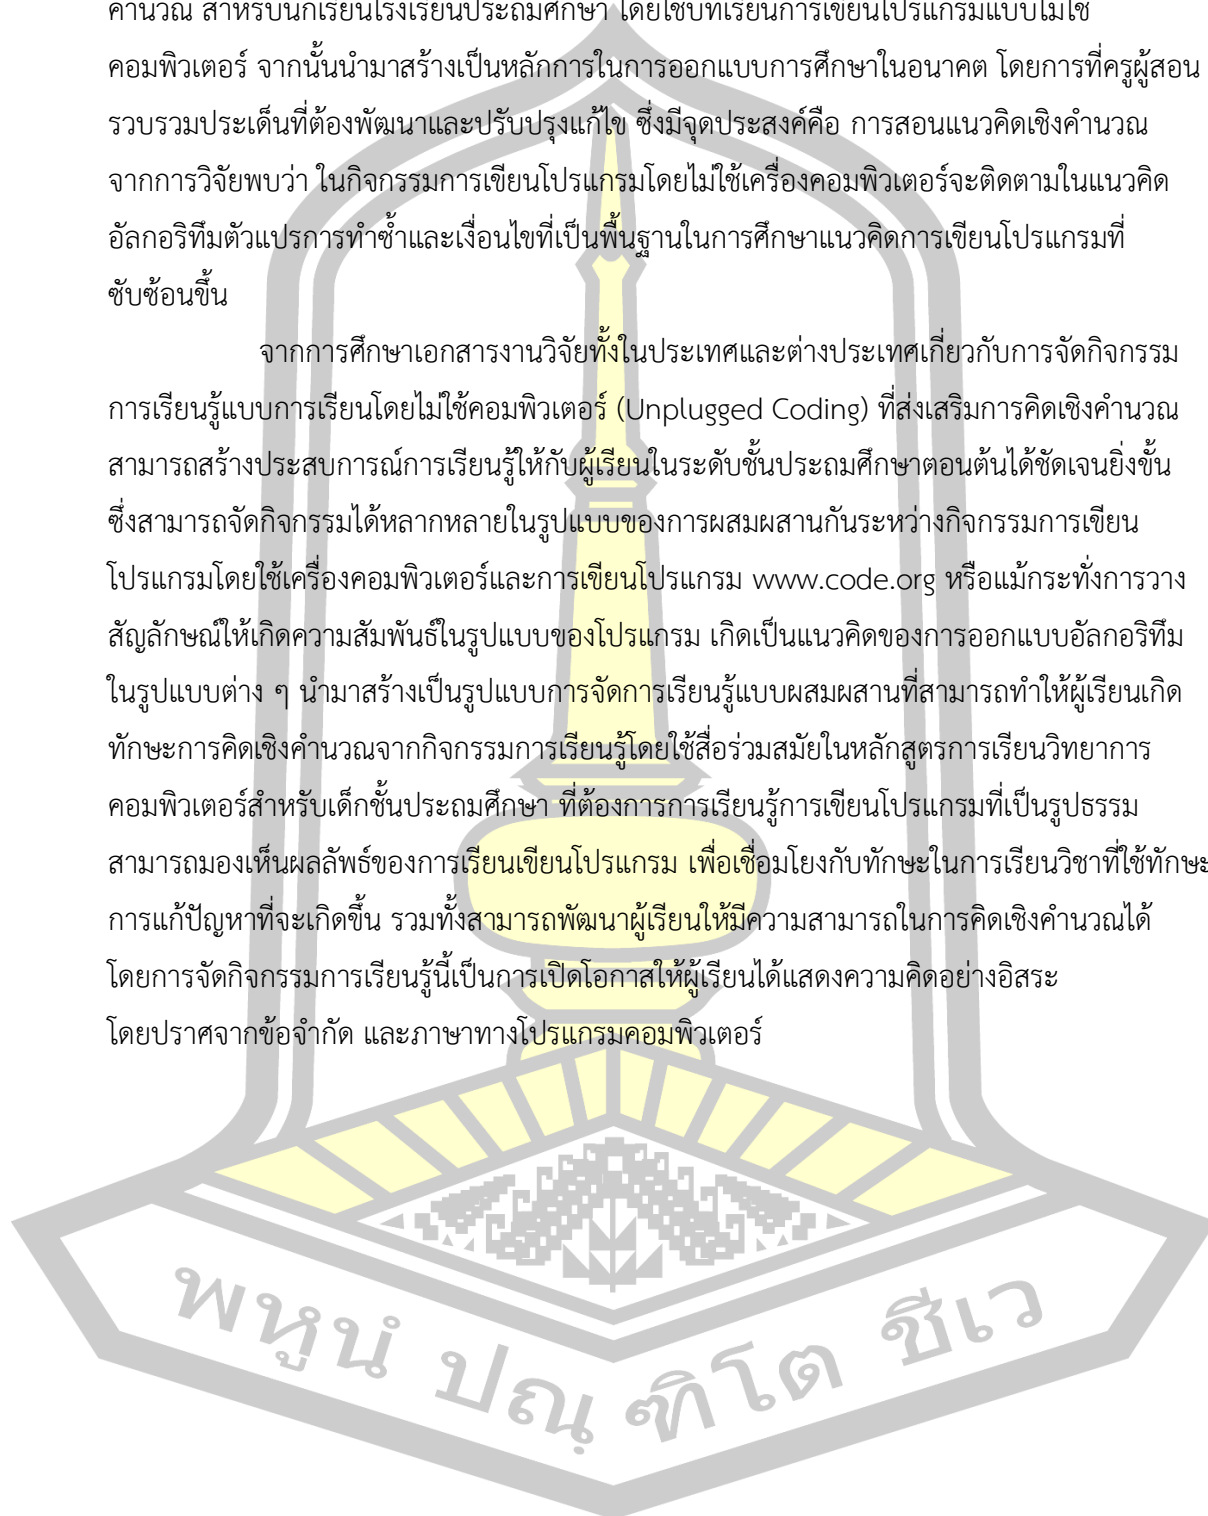 คำนวณ สำหรับนักเรียนโรงเรียนประถมศึกษา โดยใช้บทเรียนการเขียนโปรแกรมแบบไม่ใช้
คอมพิวเตอร์ จากนั้นนำมาสร้างเป็นหลักการในการออกแบบการศึกษาในอนาคต โดยการที่ครูผู้สอน
รวบรวมประเด็นที่ต้องพัฒนาและปรับปรุงแก้ไข ซึ่งมีจุดประสงค์คือ การสอนแนวคิดเชิงคำนวณ
จากการวิจัยพบว่า ในกิจกรรมการเขียนโปรแกรมโดยไม่ใช้เครื่องคอมพิวเตอร์จะติดตามในแนวคิด
อัลกอริทึมตัวแปรการทำซ้ำและเงื่อนไขที่เป็นพื้นฐานในการศึกษาแนวคิดการเขียนโปรแกรมที่
ซับซ้อนขึ้น
จากการศึกษาเอกสารงานวิจัยทั้งในประเทศและต่างประเทศเกี่ยวกับการจัดกิจกรรม
การเรียนรู้แบบการเรียนโดยไม่ใช้คอมพิวเตอร์ (Unplugged Coding) ที่ส่งเสริมการคิดเชิงคำนวณ
สามารถสร้างประสบการณ์การเรียนรู้ให้กับผู้เรียนในระดับชั้นประถมศึกษาตอนต้นได้ชัดเจนยิ่งขั้น
ซึ่งสามารถจัดกิจกรรมได้หลากหลายในรูปแบบของการผสมผสานกันระหว่างกิจกรรมการเขียน
โปรแกรมโดยใช้เครื่องคอมพิวเตอร์และการเขียนโปรแกรม www.code.org หรือแม้กระทั่งการวาง
สัญลักษณ์ให้เกิดความสัมพันธ์ในรูปแบบของโปรแกรม เกิดเป็นแนวคิดของการออกแบบอัลกอริทึม
ในรูปแบบต่าง ๆ นำมาสร้างเป็นรูปแบบการจัดการเรียนรู้แบบผสมผสานที่สามารถทำให้ผู้เรียนเกิด
ทักษะการคิดเชิงคำนวณจากกิจกรรมการเรียนรู้โดยใช้สื่อร่วมสมัยในหลักสูตรการเรียนวิทยาการ
คอมพิวเตอร์สำหรับเด็กชั้นประถมศึกษา ที่ต้องการการเรียนรู้การเขียนโปรแกรมที่เป็นรูปธรรม
สามารถมองเห็นผลลัพธ์ของการเรียนเขียนโปรแกรม เพื่อเชื่อมโยงกับทักษะในการเรียนวิชาที่ใช้ทักษะ
การแก้ปัญหาที่จะเกิดขึ้น รวมทั้งสามารถพัฒนาผู้เรียนให้มีความสามารถในการคิดเชิงคำนวณได้
โดยการจัดกิจกรรมการเรียนรู้นี้เป็นการเปิดโอกาสให้ผู้เรียนได้แสดงความคิดอย่างอิสระ
โดยปราศจากข้อจำกัด และภาษาทางโปรแกรมคอมพิวเตอร์
พหูนํ ปณฺฑิโต ชีเว